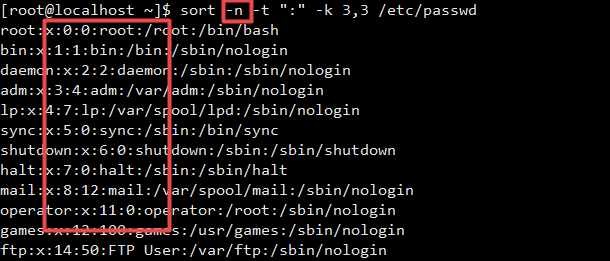 [root@localhost ~]$ sort -n -t ":" -k 3,3 /etc/passwd
root:x:0:0:root:/root:/bin/bash
bin:x:1:1:bin:/bin:/sbin/nologin
daemon:x:2:2:daemon:/sbin:/sbin/nologin
adm:x:3:4:adm:/var/adm:/sbin/nologin
lp:x:4:7:lp:/var/spool/lpd:/sbin/nologin
sync:x:5:0:sync:/sbin:/bin/sync
shutdown:x:6:0:shutdown:/sbin:/sbin/shutdown
halt:x:7:0:halt:/sbin:/sbin/halt
mail:x:8:12:mail:/var/spool/mail:/sbin/nologin
operator:x:11:0:operator:/root:/sbin/nologin
games:x:12:100:games:/usr/games:/sbin/nologin
ftp:x:14:50:FTP User:/var/ftp:/sbin/nologin